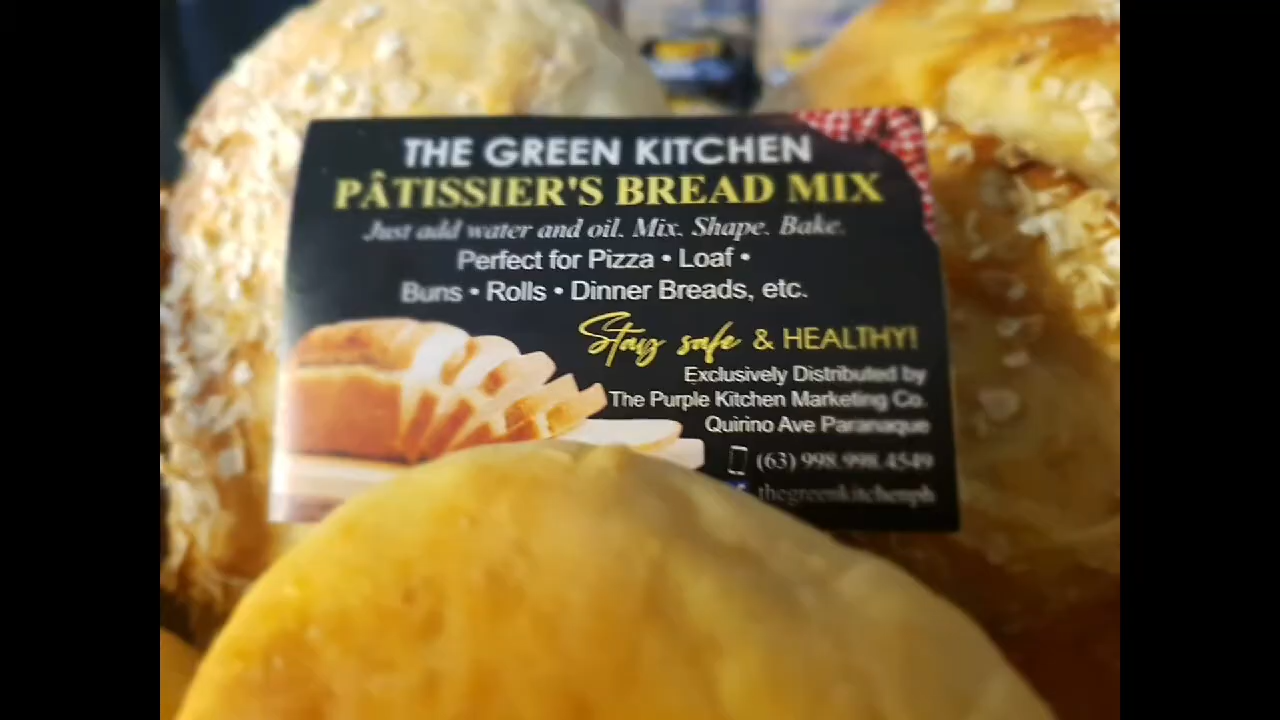 THE GREEN KITCHEN
PÂTISSIER'S BREAD MIX
Just add water and oil. Mix. Shape. Bake.
Perfect for Pizza • Loaf •
Buns • Rolls • Dinner Breads, etc.
Stay safe & HEALTHY!
Exclusively Distributed by
The Purple Kitchen Marketing Co.
Quirino Ave Paranaque
(63) 998.998.4549
thegreenkitchenph